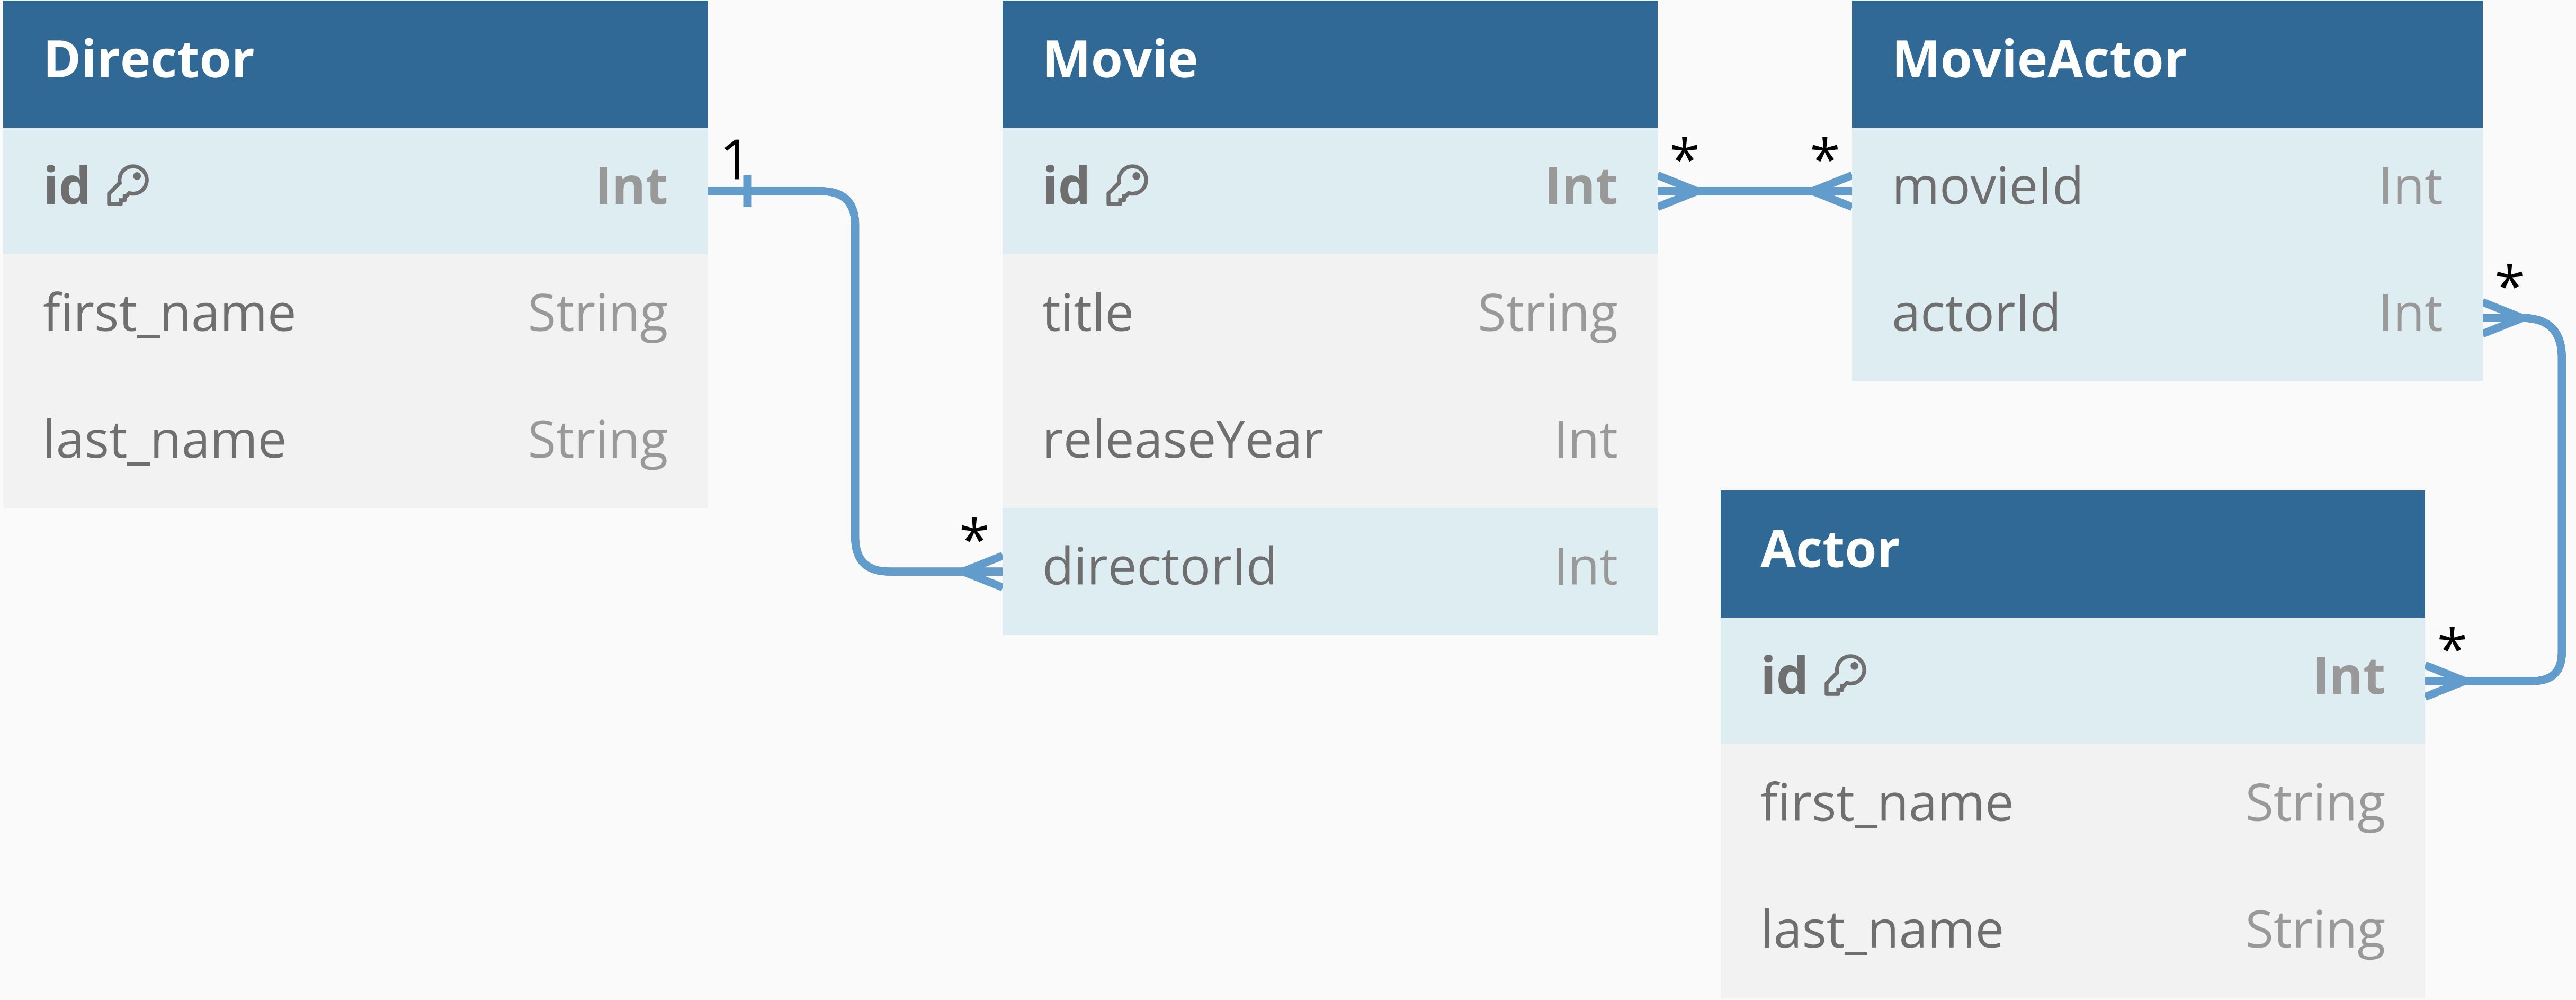 Director
id Int
first_name String
last_name String
1
*
Movie
id Int
title String
releaseYear Int
directorId Int
* *
MovieActor
movieId Int
actorId Int
*
Actor
id Int
first_name String
last_name String
*